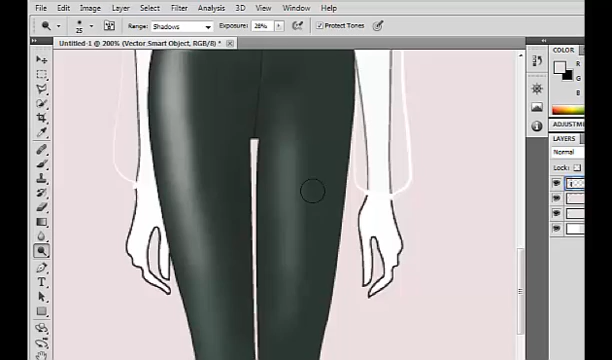 File Edit Image Layer Select Filter Analysis 3D View Window Help
25 Range: Shadows Exposure: 28% Protect Tones
Untitled-1 @ 200% (Vector Smart Object, RGB/8) *
COLOR
R
G
B
ADJUSTM
LAYERS
Normal
Lock: